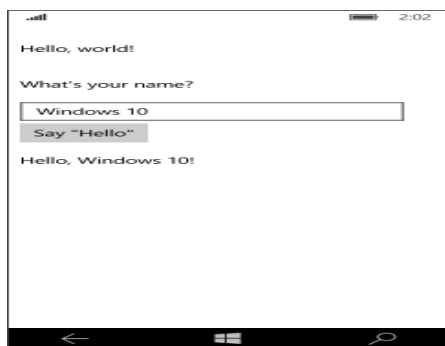 2:02
Hello, world!
What's your name?
Windows 10
Say "Hello"
Hello, Windows 10!